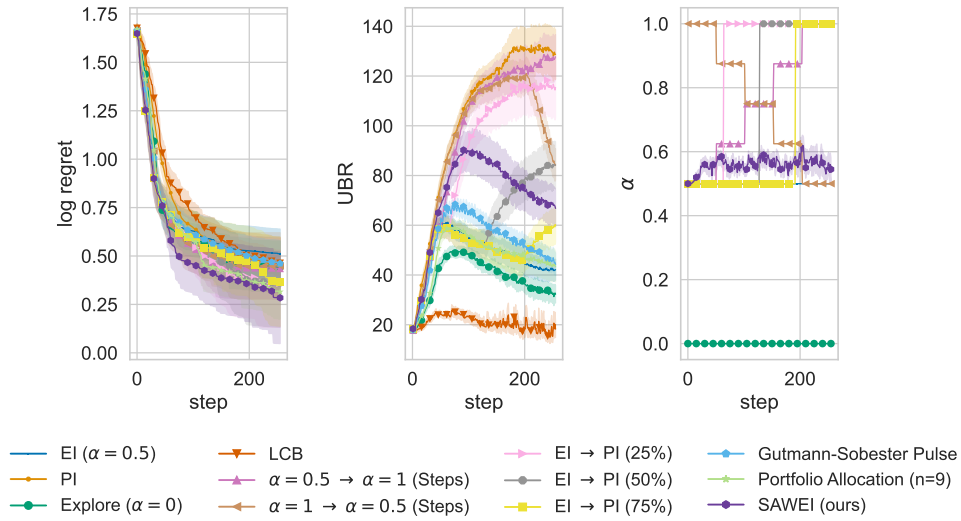 1.75
1.50
1.25
1.00
0.75
0.50
0.25
0.00
log regret
0 200
step
140
120
100
80
60
40
20
UBR
0 200
step
1.0
0.8
0.6
0.4
0.2
0.0
α
0 200
step
EI (α = 0.5)
PI
Explore (α = 0)
LCB
α = 0.5 → α = 1 (Steps)
α = 1 → α = 0.5 (Steps)
EI → PI (25%)
EI → PI (50%)
EI → PI (75%)
Gutmann-Sobester Pulse
Portfolio Allocation (n=9)
SAWEI (ours)